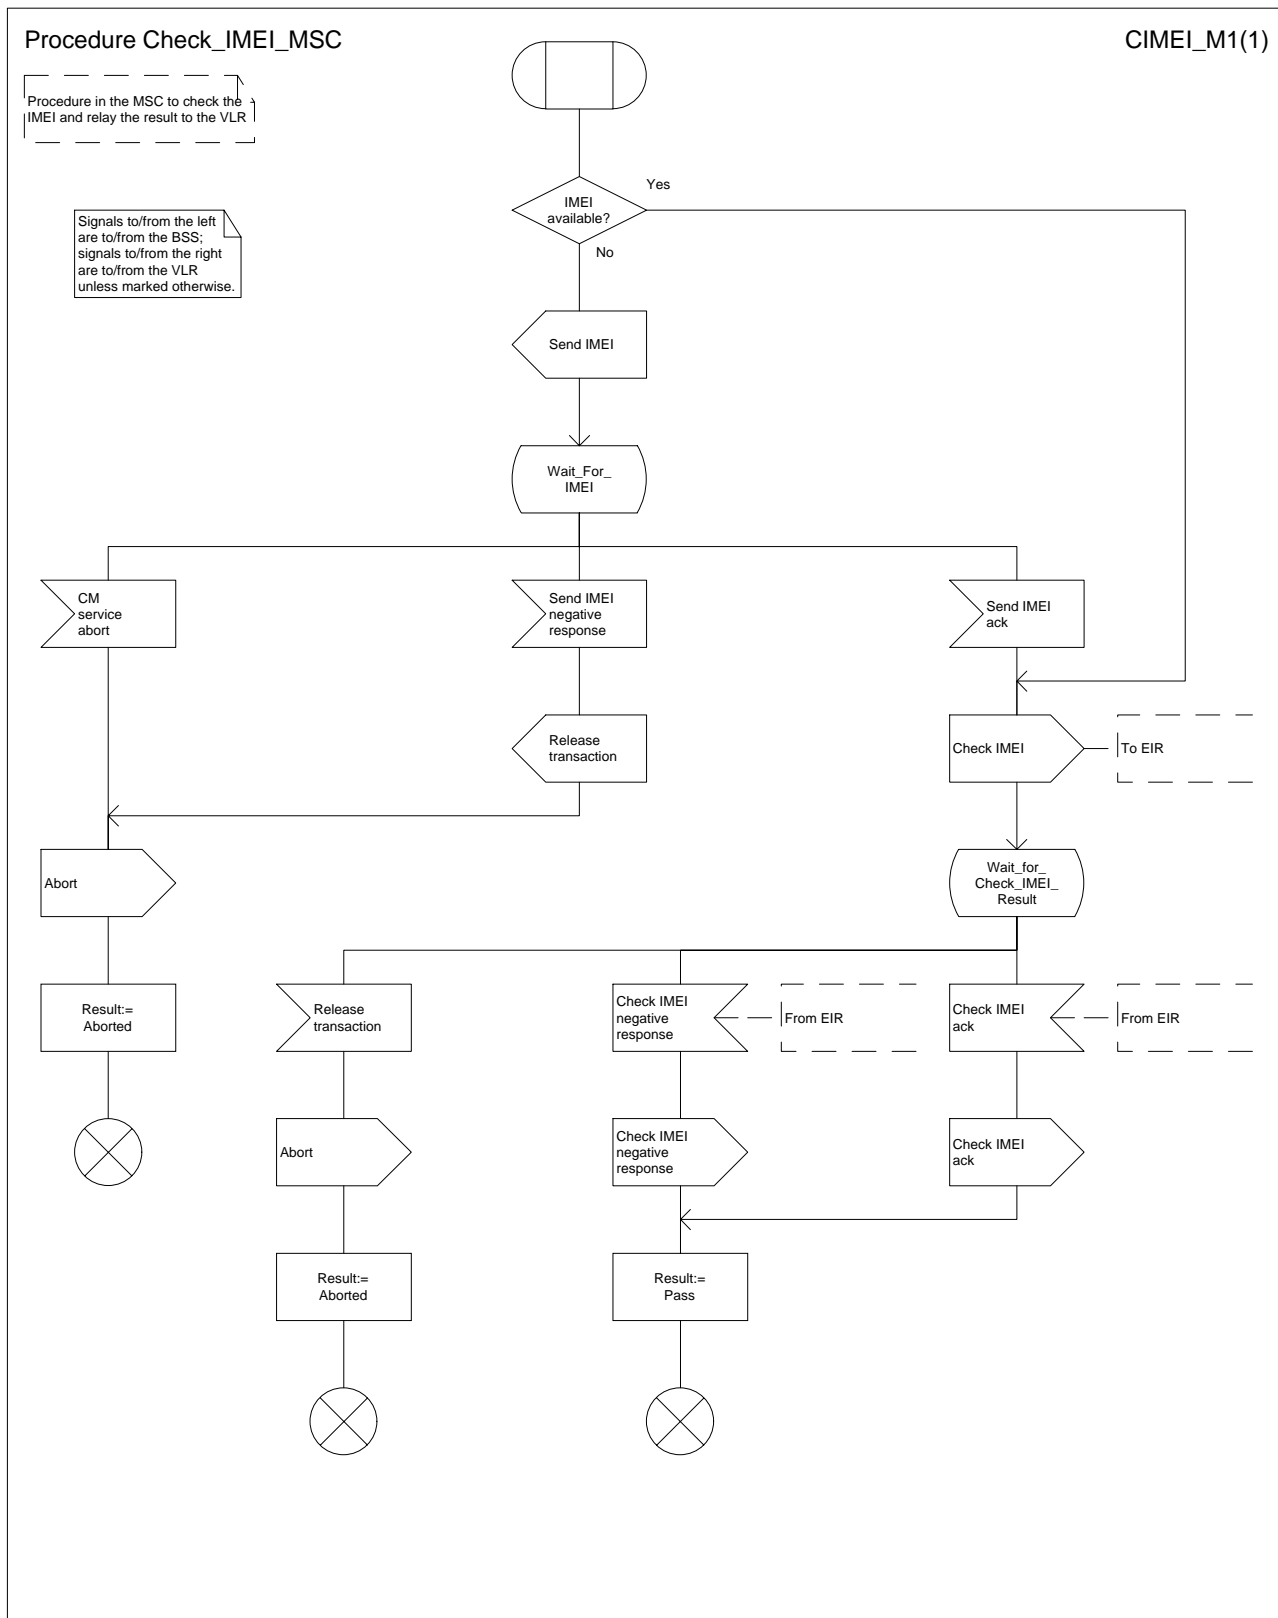 Procedure Check_IMEI_MSC
CIMEI_M1(1)
Procedure in the MSC to check the
IMEI and relay the result to the VLR
Signals to/from the left
are to/from the BSS;
signals to/from the right
are to/from the VLR
unless marked otherwise.
IMEI
available?
Yes
No
Send IMEI
Wait_For_
IMEI
CM
service
abort
Send IMEI
negative
response
Send IMEI
ack
Release
transaction
Check IMEI
To EIR
Abort
Wait_for_
Check_IMEI_
Result
Result:=
Aborted
Release
transaction
Check IMEI
negative
response
From EIR
Check IMEI
ack
From EIR
Abort
Check IMEI
negative
response
Check IMEI
ack
Result:=
Aborted
Result:=
Pass